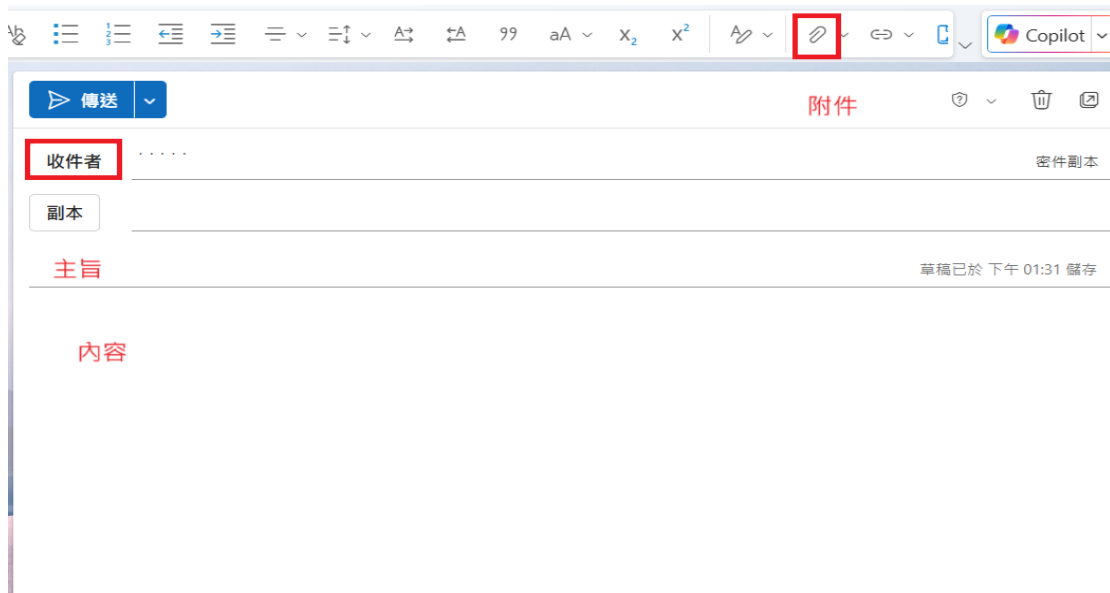 99 aA X₂ X² Copilot
傳送
附件
收件者 ..... 密件副本
副本
主旨 草稿已於 下午 01:31 儲存
內容